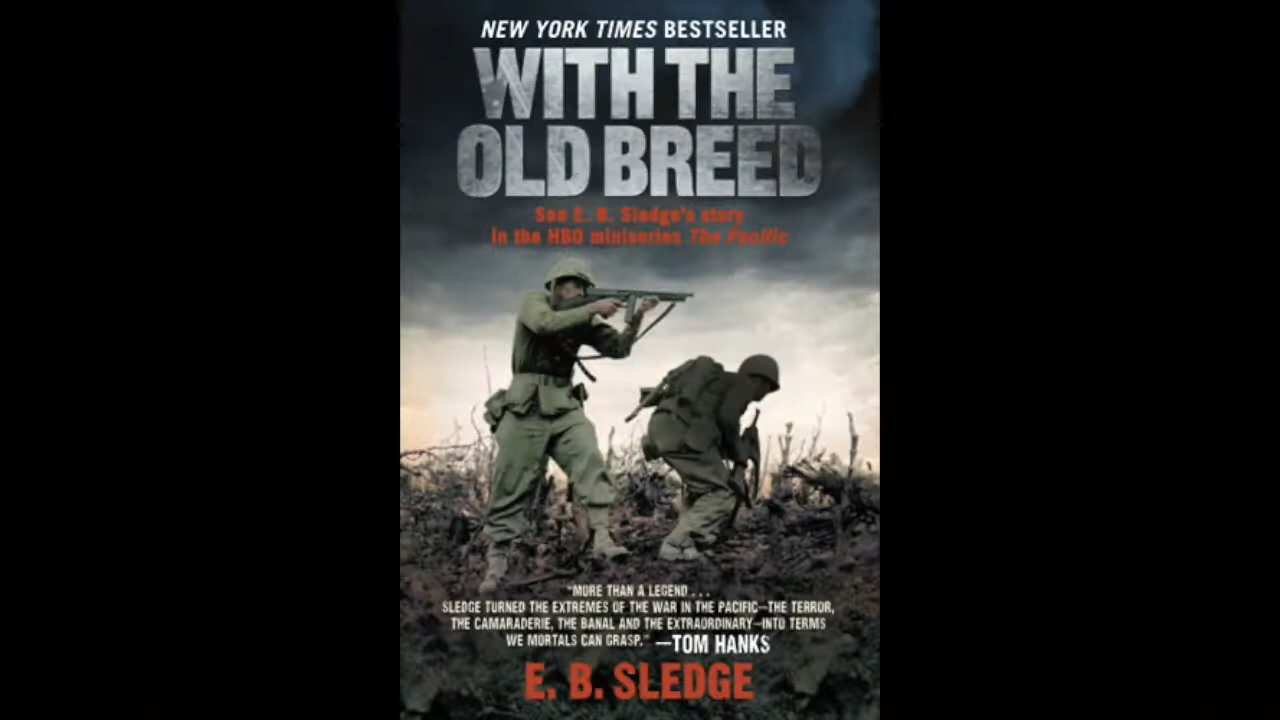 NEW YORK TIMES BESTSELLER
WITH THE
OLD BREED
See E. B. Sledge's story
in the HBO miniseries The Pacific
"MORE THAN A LEGEND . . .
SLEDGE TURNED THE EXTREMES OF THE WAR IN THE PACIFIC—THE TERROR,
THE CAMARADERIE, THE BANAL AND THE EXTRAORDINARY—INTO TERMS
WE MORTALS CAN GRASP." —TOM HANKS
E. B. SLEDGE